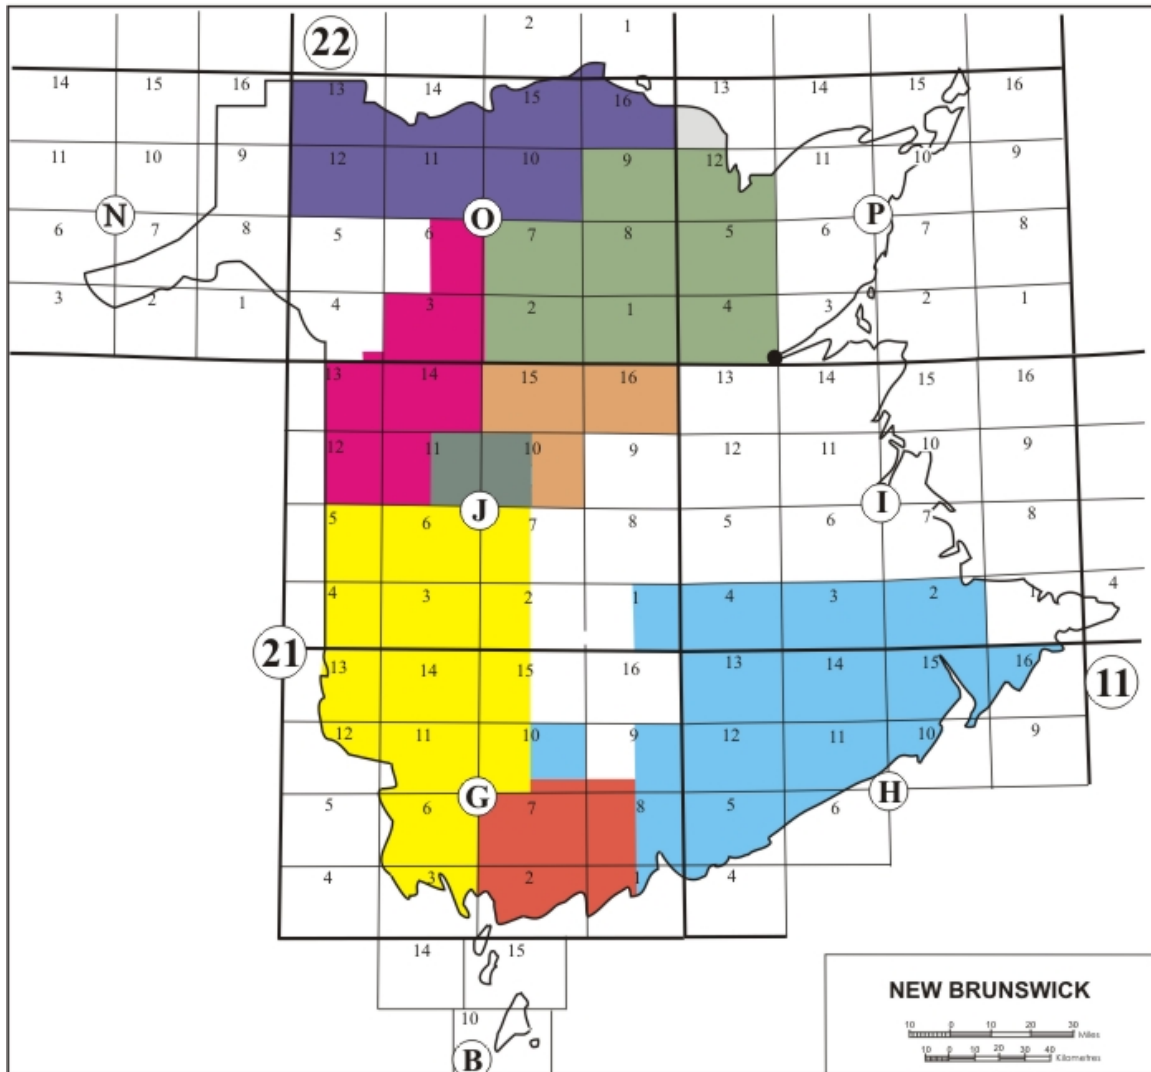 22
2 1
14 15 16 13 14 15 16 13 14 15 16
11 10 9 12 11 10 9 12 11 10 9
N O P
6 7 8 5 6 7 8 5 6 7 8
3 2 1 4 3 2 1 4 3 2 1
13 14 15 16 13 14 15 16
12 11 10 9 12 11 10 9
J I
5 6 7 8 5 6 7 8
4 3 2 1 4 3 2 1 4
21
13 14 15 16 13 14 15 16
11
12 11 10 9 12 11 10 9
G H
5 6 7 8 5 6
4 3 2 1 4
14 15
10
B
NEW BRUNSWICK
10 0 10 20 30 Miles
10 0 10 20 30 40 Kilometres